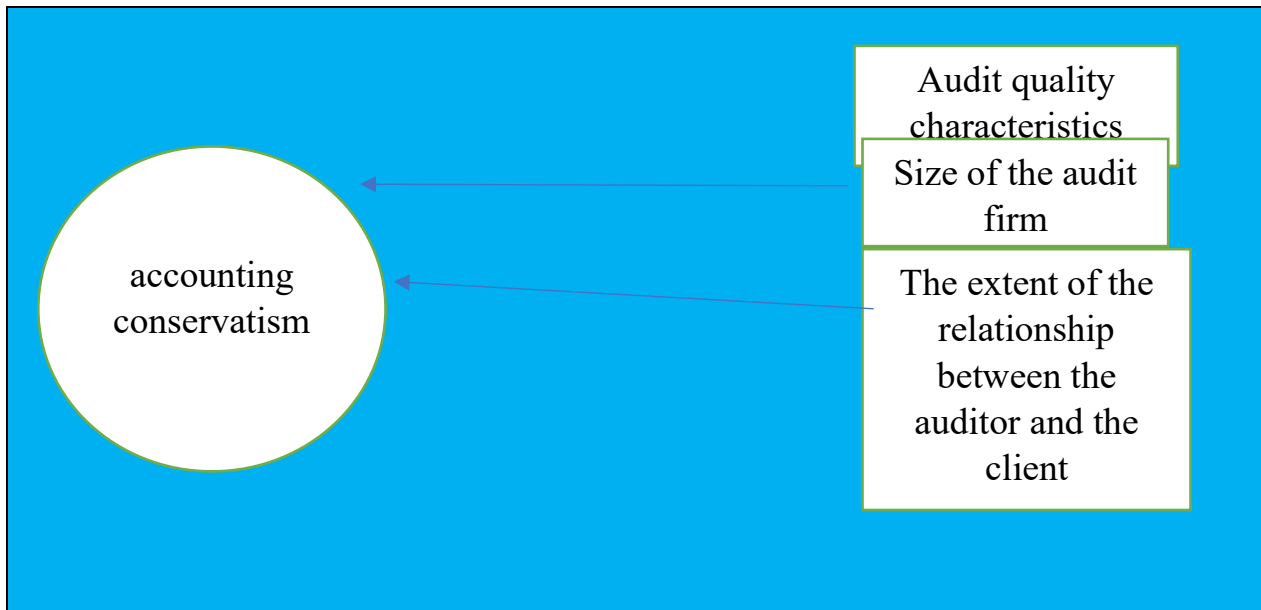 Audit quality
characteristics
Size of the audit
firm
accounting
conservatism
The extent of the
relationship
between the
auditor and the
client